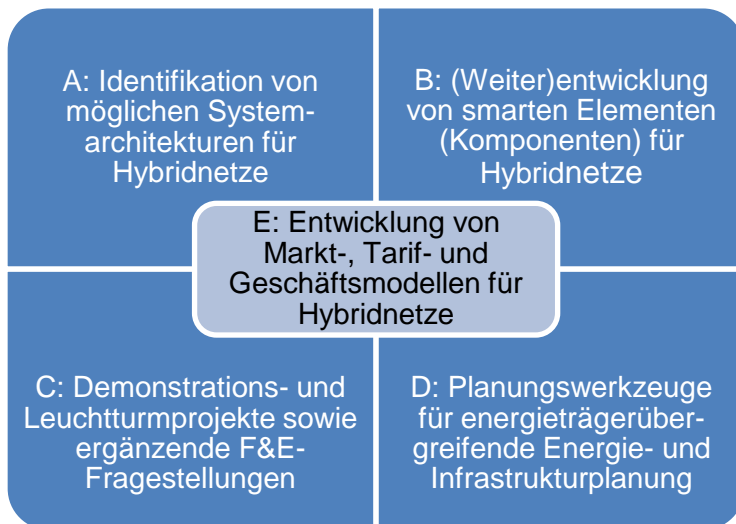 A: Identifikation von
möglichen System-
architekturen für
Hybridnetze
B: (Weiter)entwicklung
von smarten Elementen
(Komponenten) für
Hybridnetze
E: Entwicklung von
Markt-, Tarif- und
Geschäftsmodellen für
Hybridnetze
C: Demonstrations- und
Leuchtturmprojekte sowie
ergänzende F&E-
Fragestellungen
D: Planungswerkzeuge
für energieträgerüber-
greifende Energie- und
Infrastrukturplanung